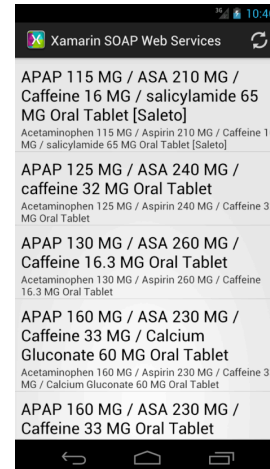 3G 10:4
Xamarin SOAP Web Services
APAP 115 MG / ASA 210 MG /
Caffeine 16 MG / salicylamide 65
MG Oral Tablet [Saleto]
Acetaminophen 115 MG / Aspirin 210 MG / Caffeine 1
MG / salicylamide 65 MG Oral Tablet [Saleto]
APAP 125 MG / ASA 240 MG /
caffeine 32 MG Oral Tablet
Acetaminophen 125 MG / Aspirin 240 MG / Caffeine 3
MG Oral Tablet
APAP 130 MG / ASA 260 MG /
Caffeine 16.3 MG Oral Tablet
Acetaminophen 130 MG / Aspirin 260 MG / Caffeine
16.3 MG Oral Tablet
APAP 160 MG / ASA 230 MG /
Caffeine 33 MG / Calcium
Gluconate 60 MG Oral Tablet
Acetaminophen 160 MG / Aspirin 230 MG / Caffeine 3
MG / Calcium Gluconate 60 MG Oral Tablet
APAP 160 MG / ASA 230 MG /
Caffeine 33 MG Oral Tablet